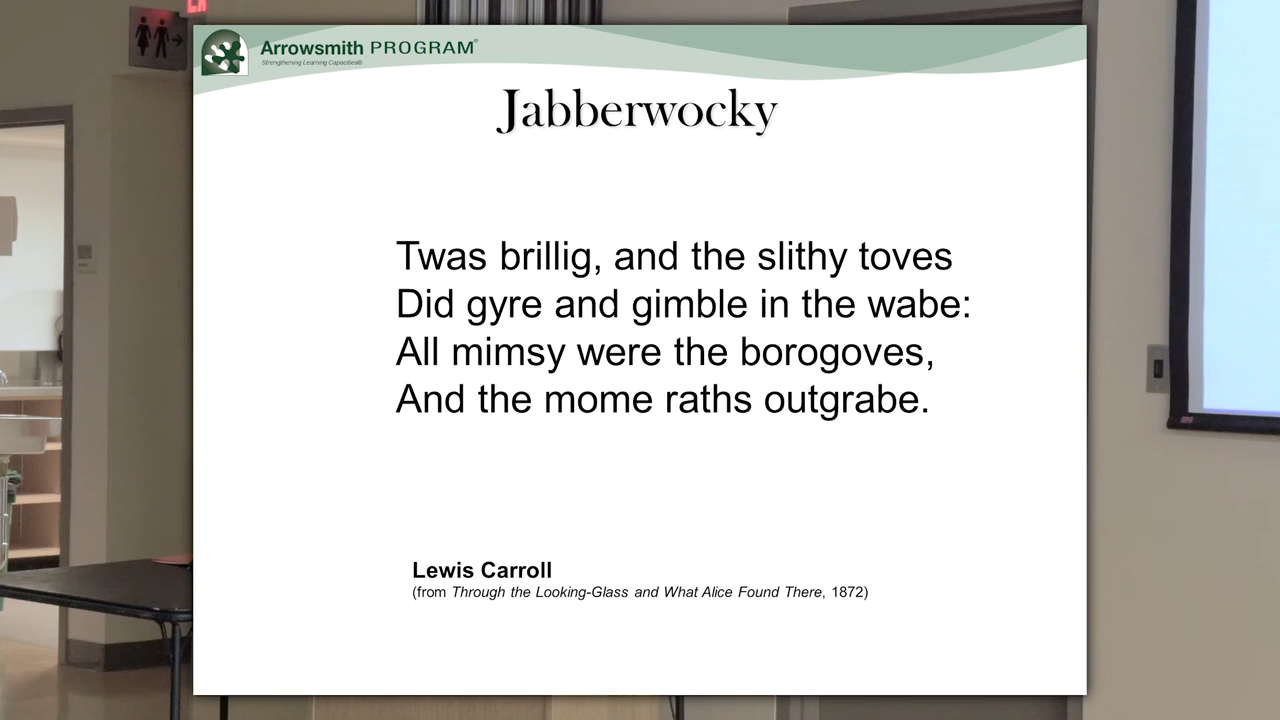 Arrowsmith PROGRAM®
Strengthening Learning Capacities®
Jabberwocky
Twas brillig, and the slithy toves
Did gyre and gimble in the wabe:
All mimsy were the borogoves,
And the mome raths outgrabe.
Lewis Carroll
(from Through the Looking-Glass and What Alice Found There, 1872)